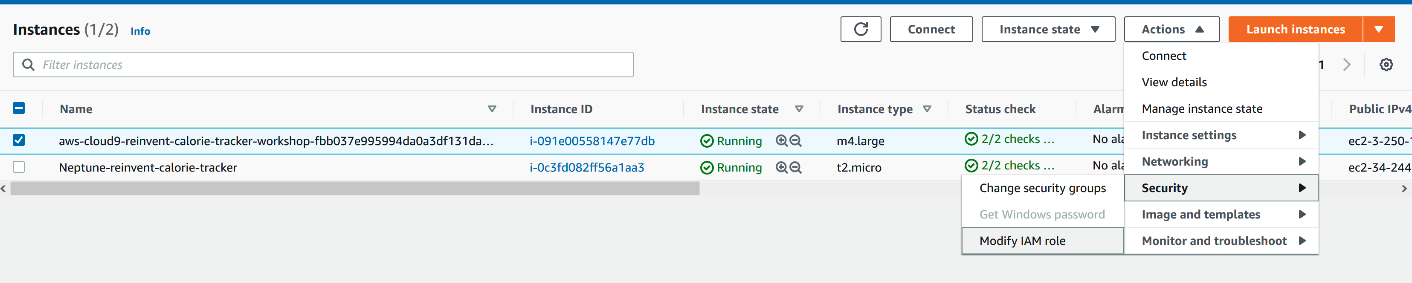 Instances (1/2) Info Connect Instance state Actions Launch instances
Filter instances Connect 1
View details
Manage instance state
Name Instance ID Instance state Instance type Status check Alarm Public IPv4
Instance settings
aws-cloud9-reinvent-calorie-tracker-workshop-fbb037e995994da0a3df131da... i-091e00558147e77db Running m4.large 2/2 checks ... No ala ec2-3-250-1
Networking
Neptune-reinvent-calorie-tracker i-0c3fd082ff56a1aa3 Running t2.micro 2/2 checks ... No ala ec2-34-244
Change security groups Security
Get Windows password Image and templates
Modify IAM role Monitor and troubleshoot